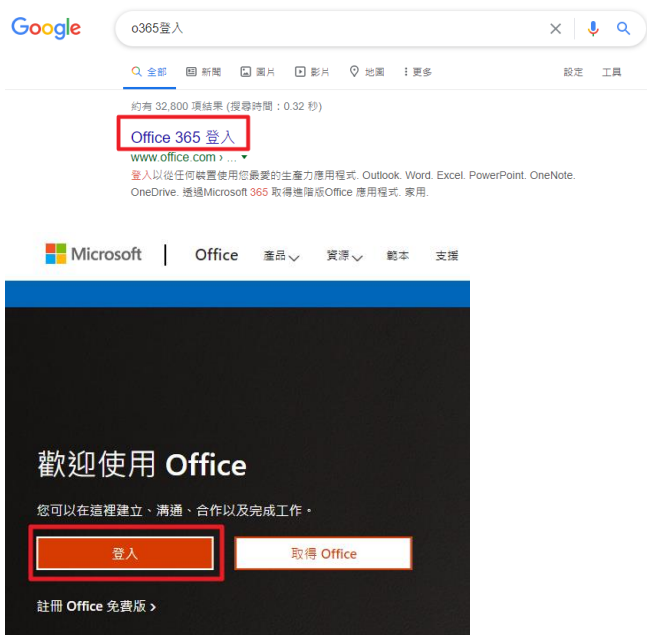 Google
o365登入
全部 新聞 圖片 影片 地圖 更多 設定 工具
約有 32,800 項結果 (搜尋時間：0.32 秒)
Office 365 登入
www.office.com › ...
登入以從任何裝置使用您最愛的生產力應用程式. Outlook. Word. Excel. PowerPoint. OneNote.
OneDrive. 透過Microsoft 365 取得進階版Office 應用程式. 家用.
Microsoft | Office 產品 資源 範本 支援
歡迎使用 Office
您可以在這裡建立、溝通、合作以及完成工作。
登入 取得 Office
註冊 Office 免費版 >